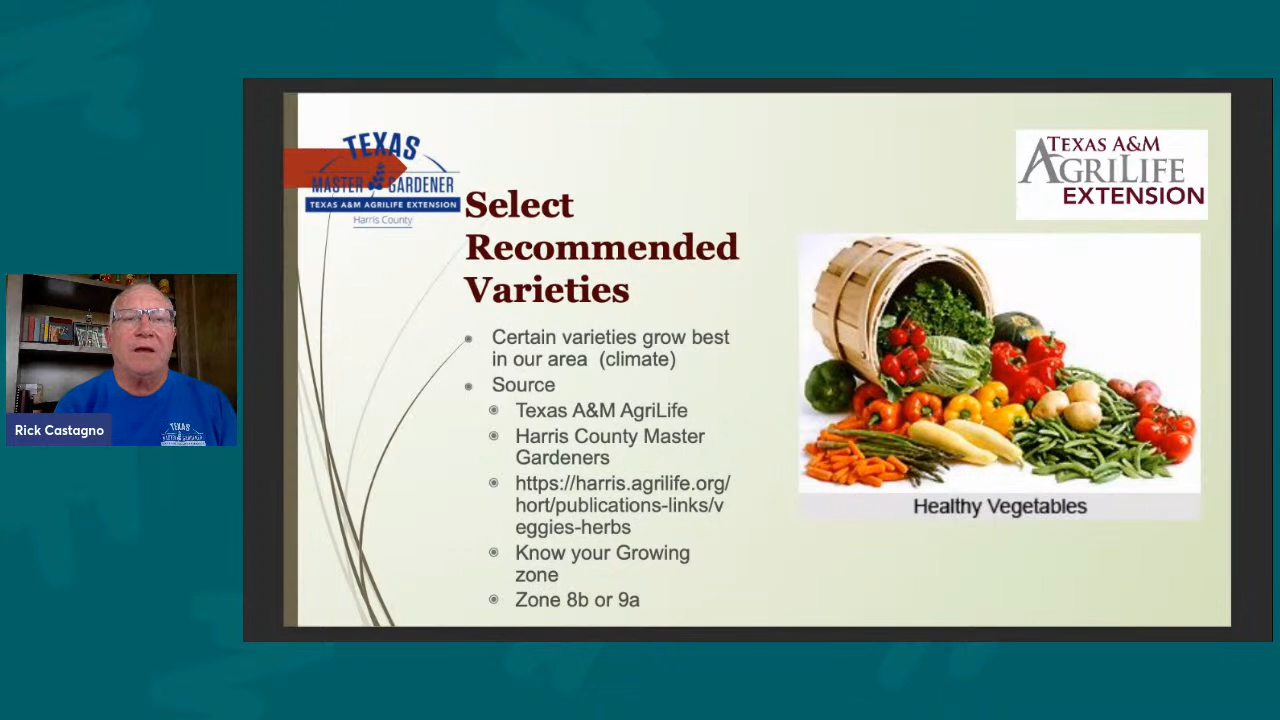 TEXAS
MASTER GARDENER
TEXAS A&M AGRILIFE EXTENSION
Harris County
TEXAS A&M
AGRILIFE
EXTENSION
Select
Recommended
Varieties
Certain varieties grow best
in our area (climate)
Source
Texas A&M AgriLife
Harris County Master
Gardeners
https://harris.agrilife.org/
hort/publications-links/v
eggies-herbs
Know your Growing
zone
Zone 8b or 9a
Healthy Vegetables
Rick Castagno
TEXAS